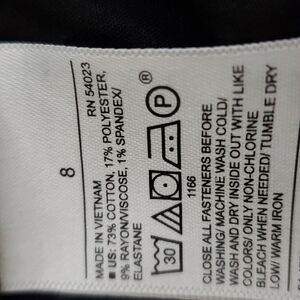 8
RN 54023
MADE IN VIETNAM
■ US: 73% COTTON, 17% POLYESTER,
9% RAYON/VISCOSE, 1% SPANDEX/
ELASTANE
30 P ®
1166
CLOSE ALL FASTENERS BEFORE
WASHING/MACHINE WASH COLD/
WASH AND DRY INSIDE OUT WITH LIKE
COLORS/ ONLY NON-CHLORINE
BLEACH WHEN NEEDED/ TUMBLE DRY
LOW/ WARM IRON